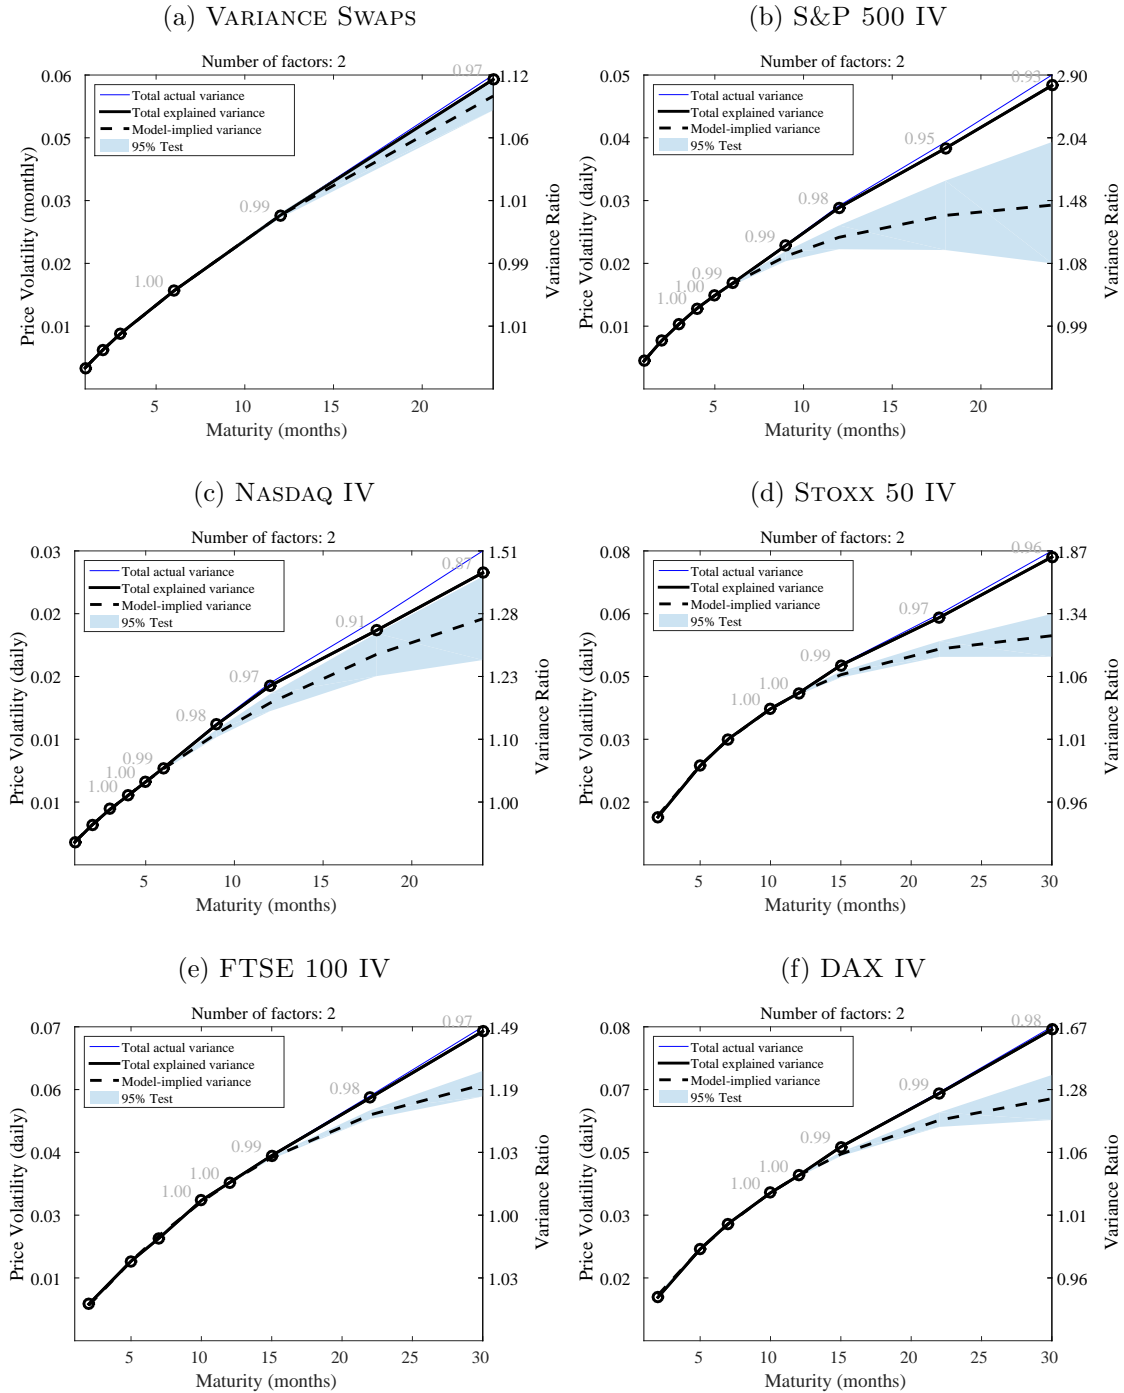 (a) VARIANCE SWAPS
Number of factors: 2
Total actual variance
Total explained variance
Model-implied variance
95% Test
0.06
0.05
0.03
0.02
0.01
Price Volatility (monthly)
1.00
0.99
0.97
1.12
1.06
1.01
0.99
1.01
Variance Ratio
5
10
15
20
Maturity (months)
(b) S&P 500 IV
Number of factors: 2
Total actual variance
Total explained variance
Model-implied variance
95% Test
0.05
0.04
0.03
0.02
0.01
Price Volatility (daily)
1.00
1.00
0.99
0.99
0.98
0.95
0.93
2.90
2.04
1.48
1.08
0.99
Variance Ratio
5
10
15
20
Maturity (months)
(c) NASDAQ IV
Number of factors: 2
Total actual variance
Total explained variance
Model-implied variance
95% Test
0.03
0.02
0.02
0.01
0.01
Price Volatility (daily)
1.00
1.00
0.99
0.98
0.97
0.91
0.87
1.51
1.28
1.23
1.10
1.00
Variance Ratio
5
10
15
20
Maturity (months)
(d) STOXX 50 IV
Number of factors: 2
Total actual variance
Total explained variance
Model-implied variance
95% Test
0.08
0.06
0.05
0.03
0.02
Price Volatility (daily)
1.00
1.00
0.99
0.97
0.96
1.87
1.34
1.06
1.01
0.96
Variance Ratio
5
10
15
20
25
30
Maturity (months)
(e) FTSE 100 IV
Number of factors: 2
Total actual variance
Total explained variance
Model-implied variance
95% Test
0.07
0.06
0.04
0.03
0.01
Price Volatility (daily)
1.00
1.00
0.99
0.98
0.97
1.49
1.19
1.03
1.00
1.03
Variance Ratio
5
10
15
20
25
30
Maturity (months)
(f) DAX IV
Number of factors: 2
Total actual variance
Total explained variance
Model-implied variance
95% Test
0.08
0.07
0.05
0.03
0.02
Price Volatility (daily)
1.00
1.00
0.99
0.99
0.98
1.67
1.28
1.06
1.01
0.96
Variance Ratio
5
10
15
20
25
30
Maturity (months)